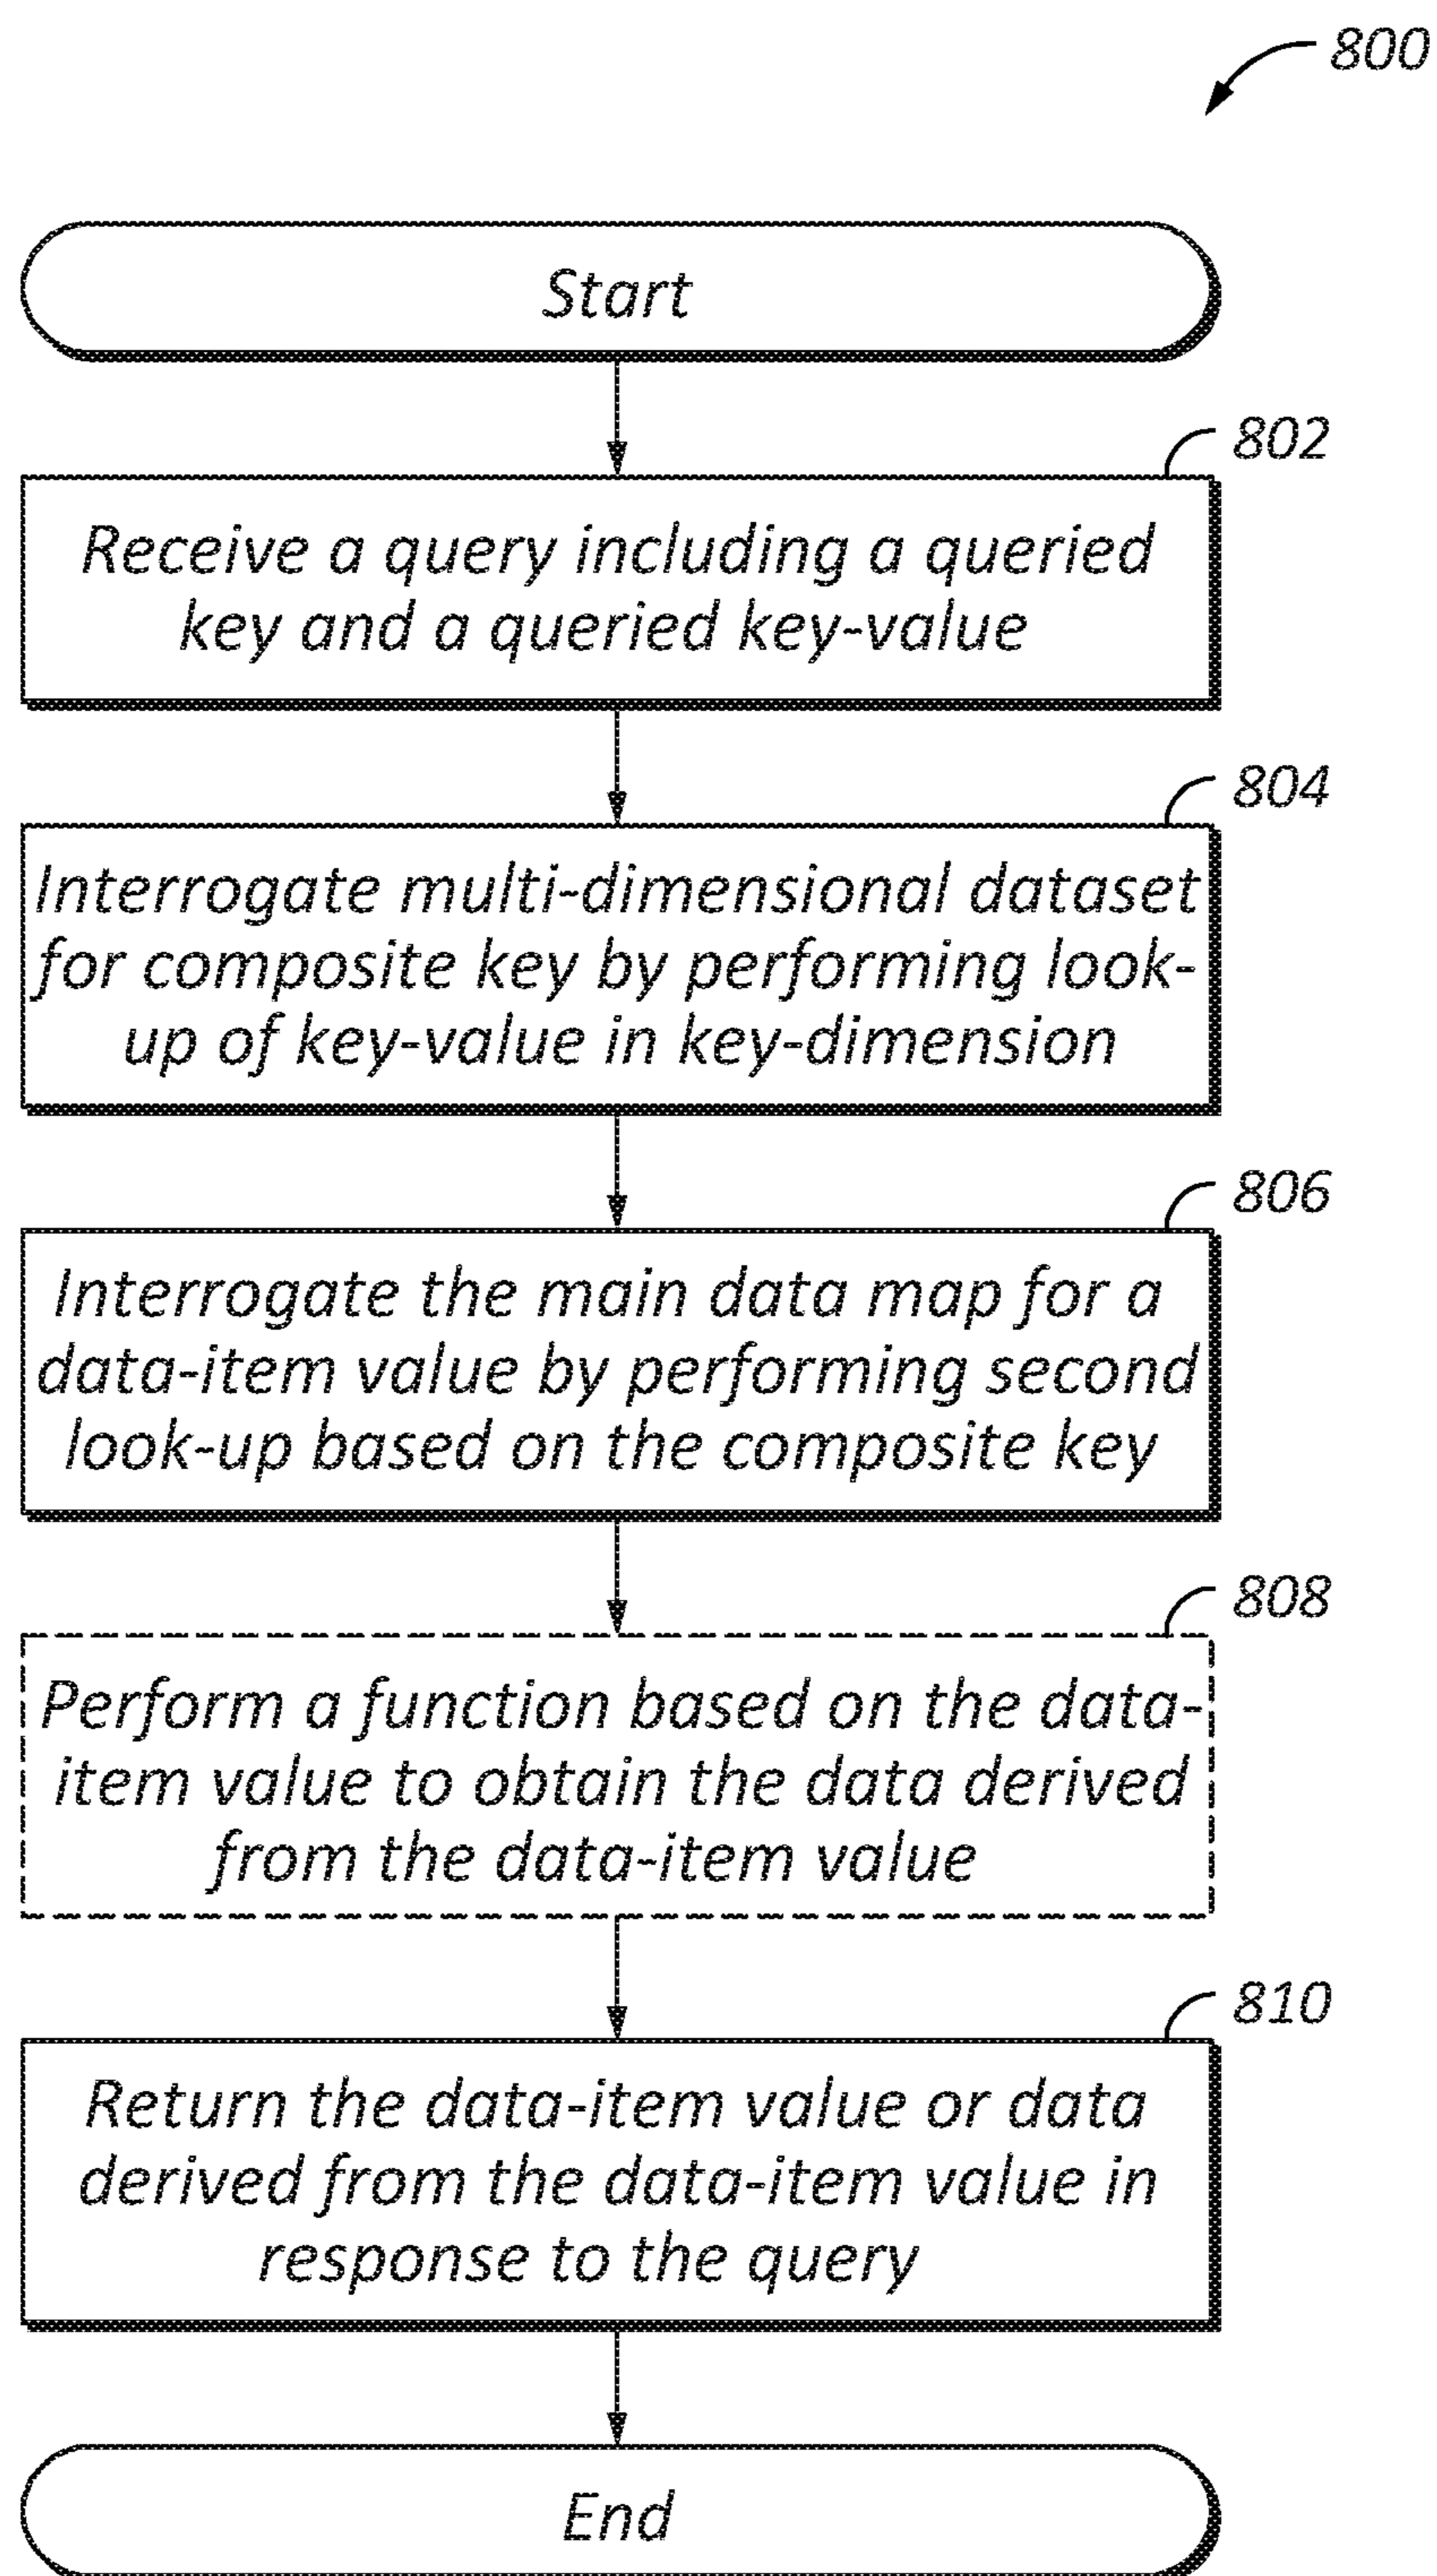 800
Start
802
Receive a query including a queried
key and a queried key-value
804
Interrogate multi-dimensional dataset
for composite key by performing look-
up of key-value in key-dimension
806
Interrogate the main data map for a
data-item value by performing second
look-up based on the composite key
808
Perform a function based on the data-
item value to obtain the data derived
from the data-item value
810
Return the data-item value or data
derived from the data-item value in
response to the query
End